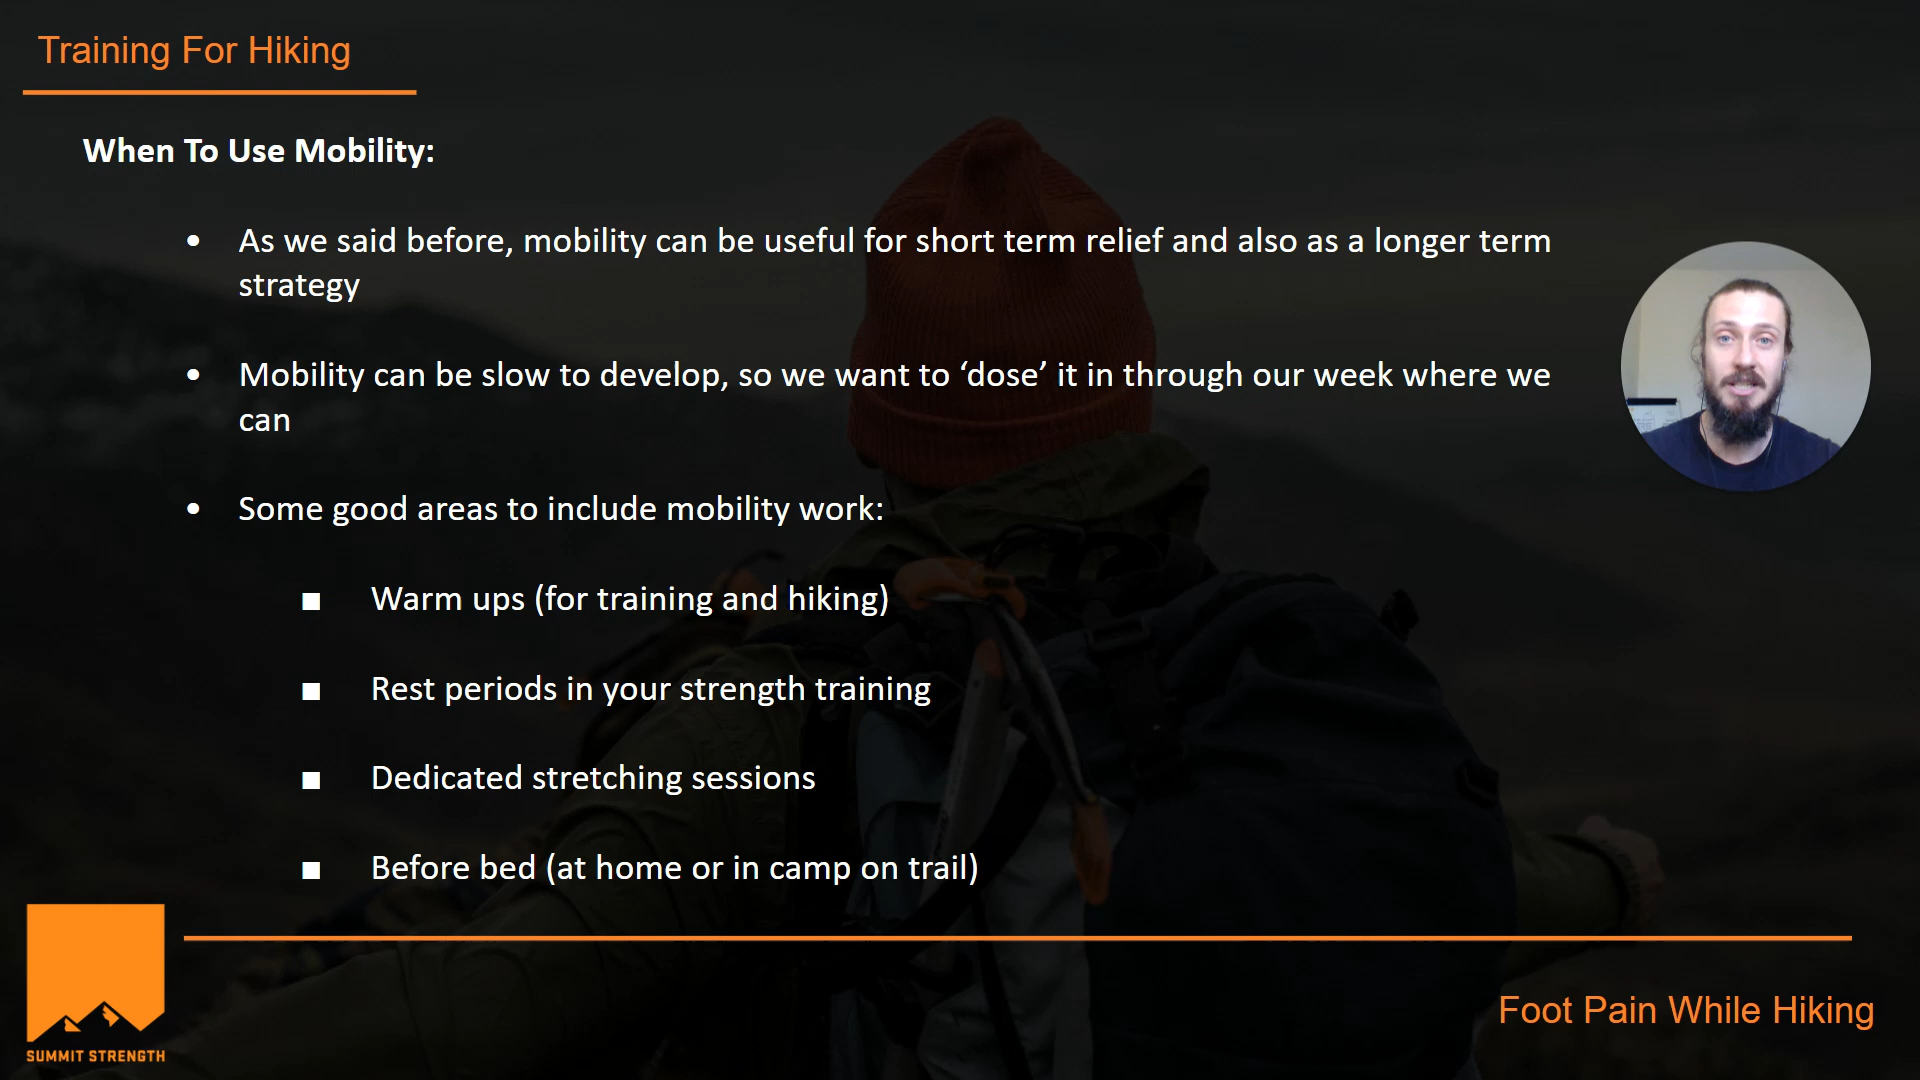 Training For Hiking
When To Use Mobility:
• As we said before, mobility can be useful for short term relief and also as a longer term
strategy
• Mobility can be slow to develop, so we want to ‘dose’ it in through our week where we
can
• Some good areas to include mobility work:
■ Warm ups (for training and hiking)
■ Rest periods in your strength training
■ Dedicated stretching sessions
■ Before bed (at home or in camp on trail)
SUMMIT STRENGTH
Foot Pain While Hiking